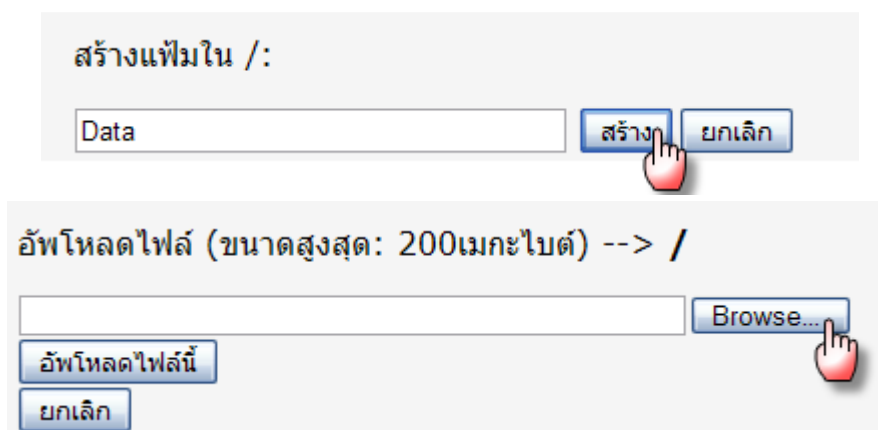 สร้างแฟ้มใน /:
Data สร้าง ยกเลิก
อัพโหลดไฟล์ (ขนาดสูงสุด: 200เมกะไบต์) --> /
Browse...
อัพโหลดไฟล์นี้
ยกเลิก